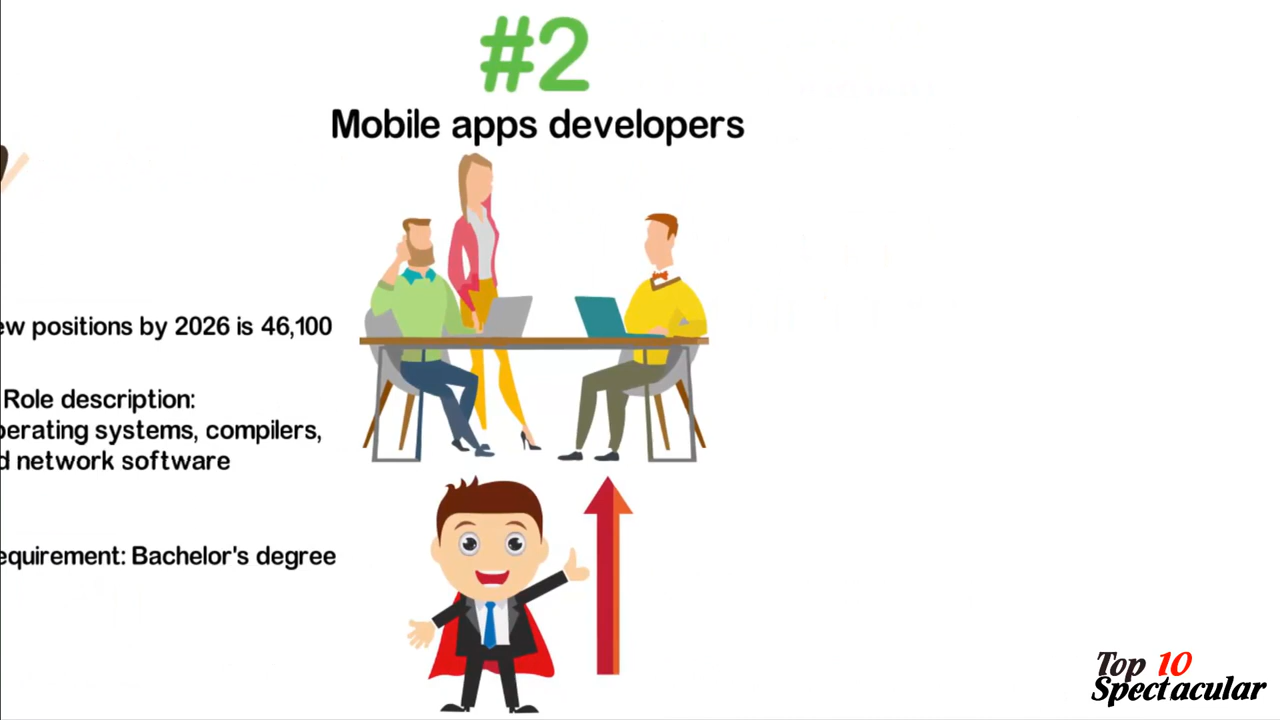 #2
Mobile apps developers
ew positions by 2026 is 46,100
Role description:
perating systems, compilers,
d network software
equirement: Bachelor's degree
Top 10
Spectacular